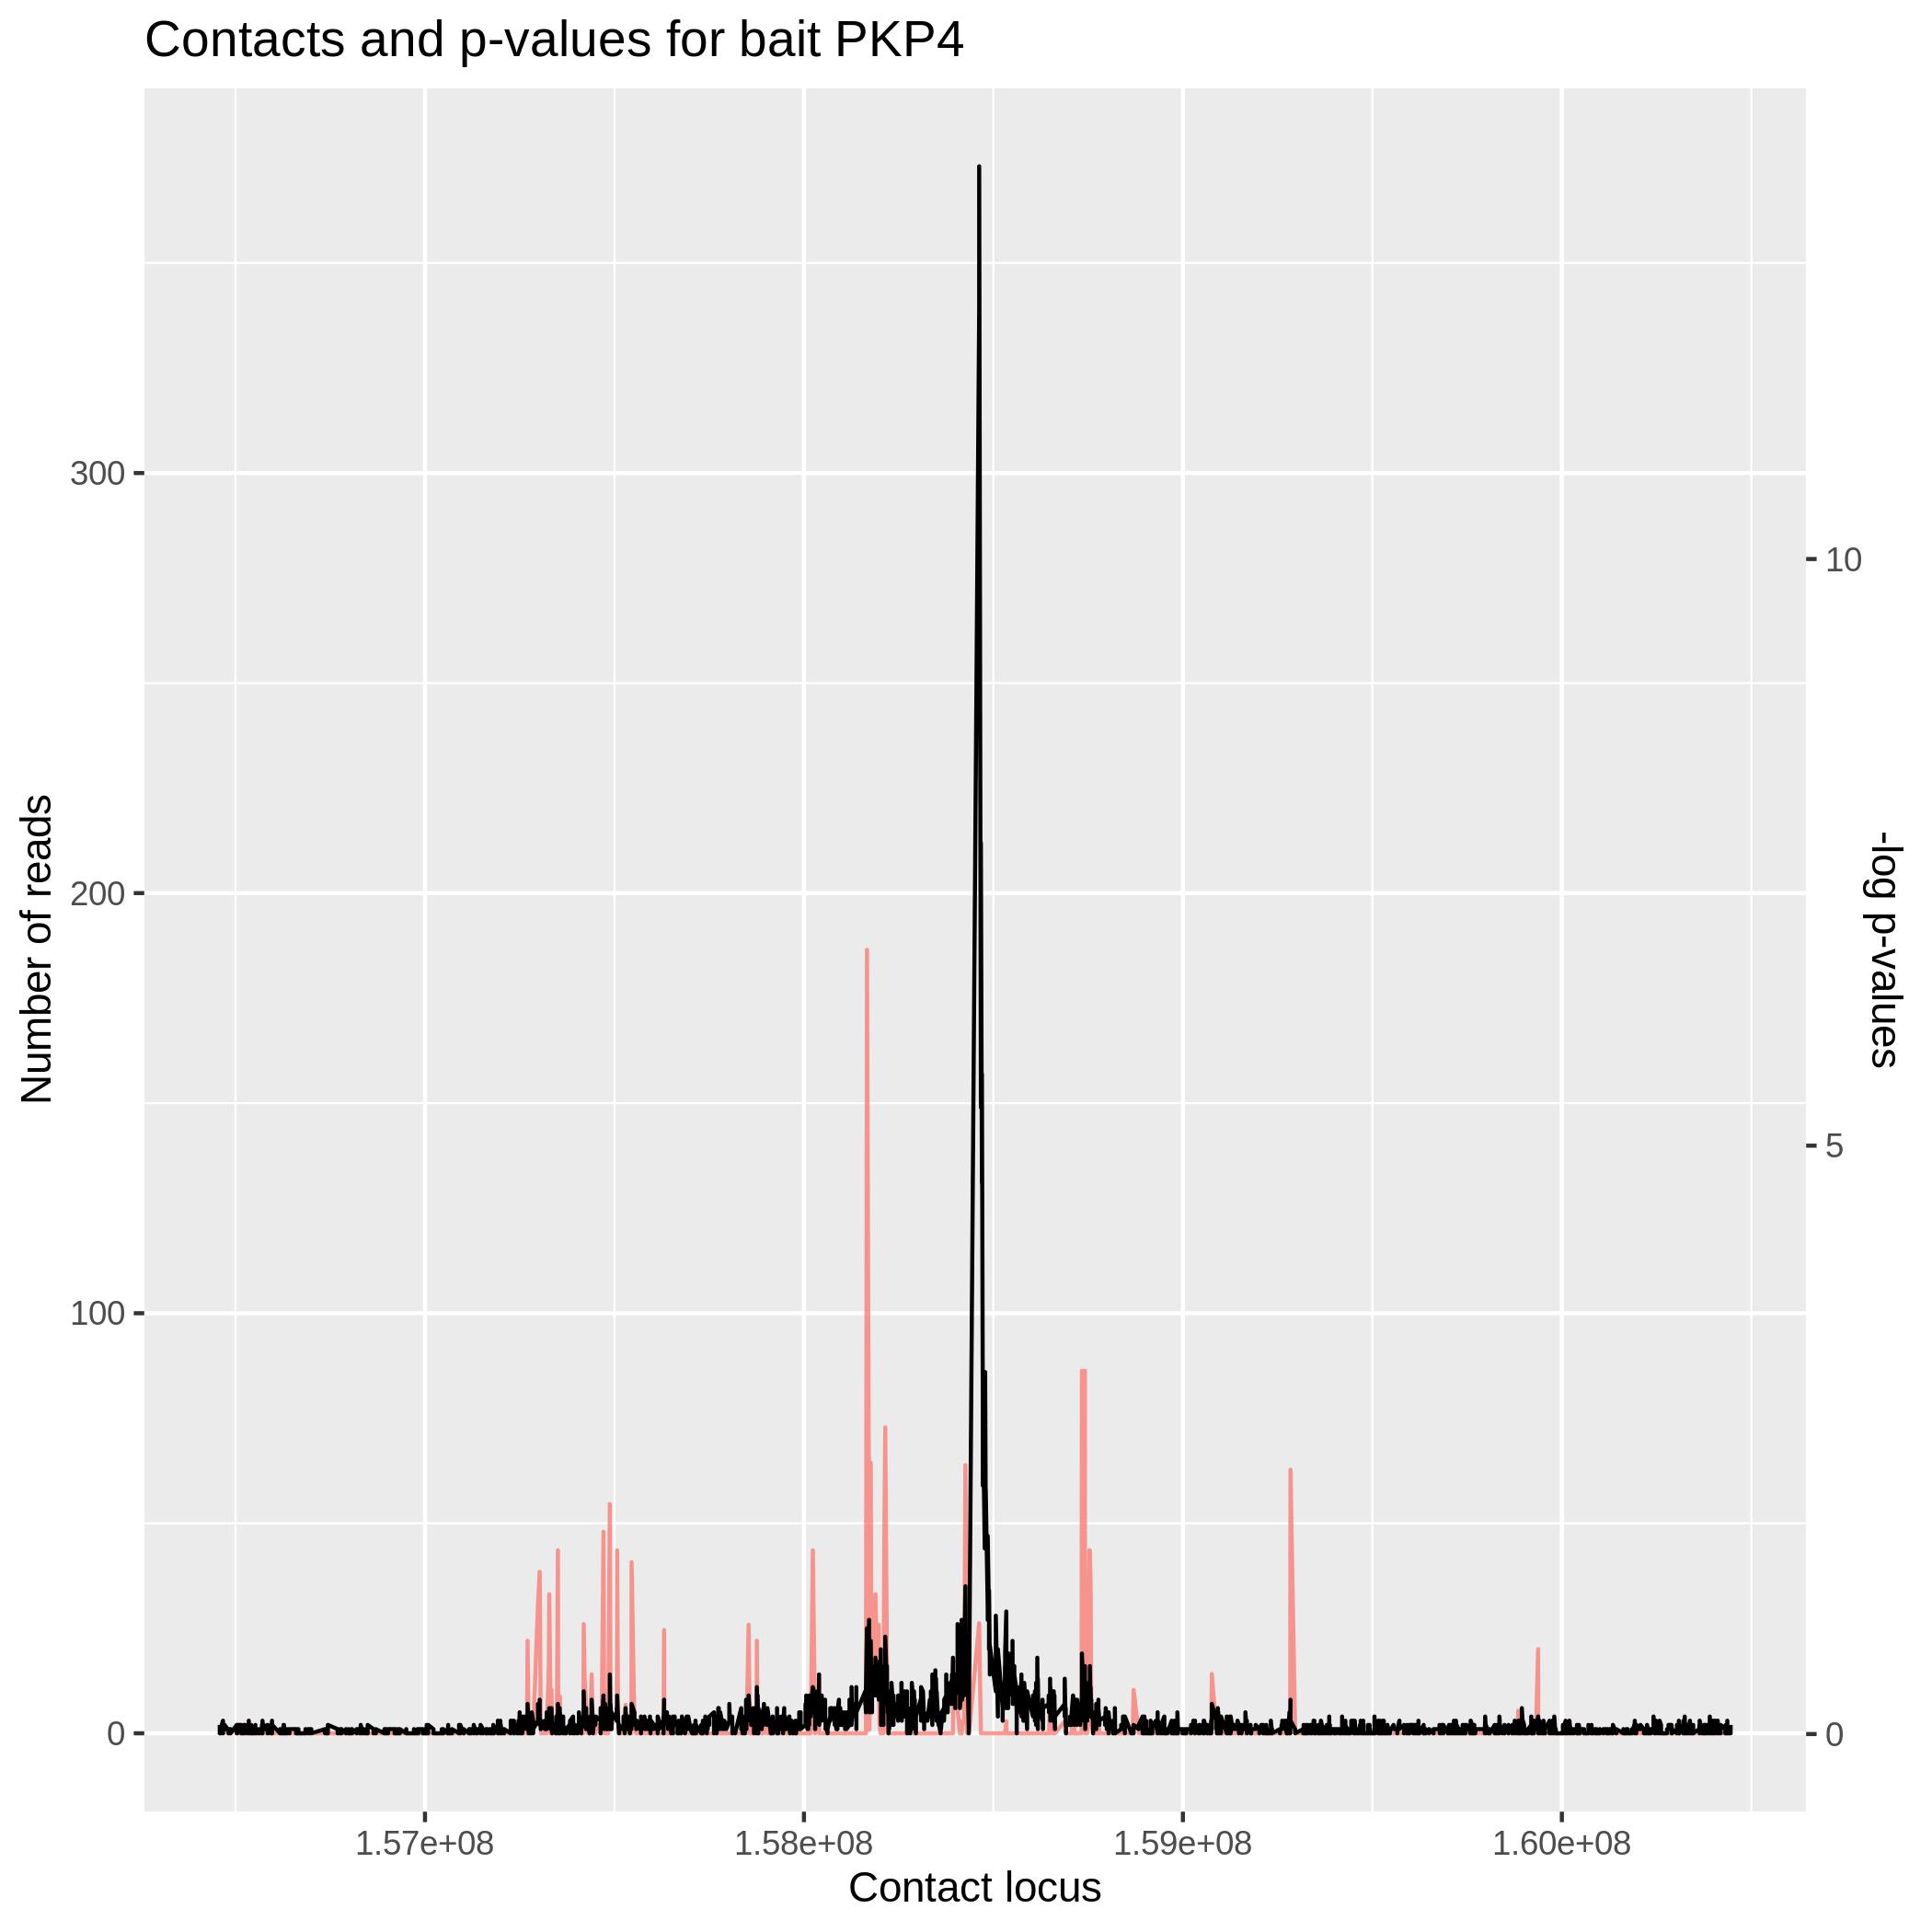 Contacts and p-values for bait PKP4
Number of reads
300
200
100
0
10
5
0
-log p-values
1.57e+08
1.58e+08
1.59e+08
1.60e+08
Contact locus